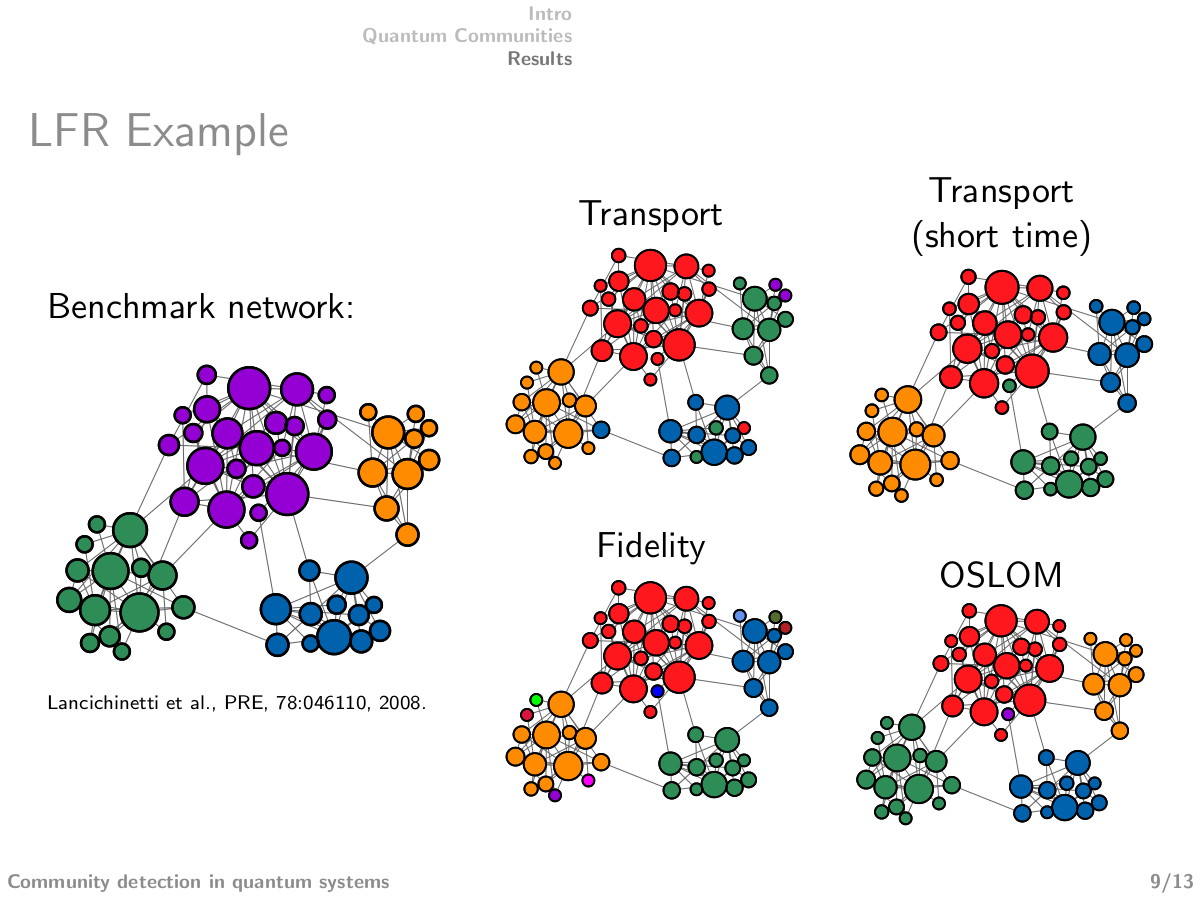 Intro
Quantum Communities
Results
LFR Example
Benchmark network:
Lancichinetti et al., PRE, 78:046110, 2008.
Transport
Transport
(short time)
Fidelity
OSLOM
Community detection in quantum systems
9/13